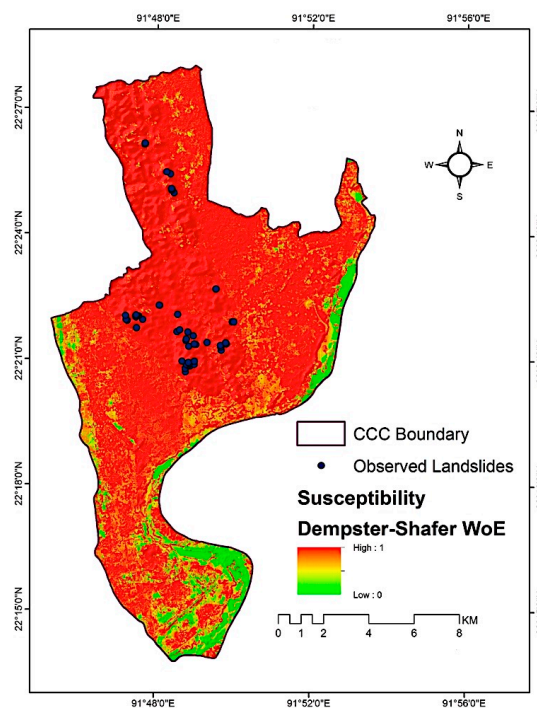 91°48'0"E 91°52'0"E 91°56'0"E
22°27'0"N
N
W E
S
22°24'0"N
22°21'0"N
CCC Boundary
Observed Landslides
22°18'0"N
Susceptibility
Dempster-Shafer WoE
High : 1
Low : 0
22°15'0"N
KM
0 1 2 4 6 8
91°48'0"E 91°52'0"E 91°56'0"E